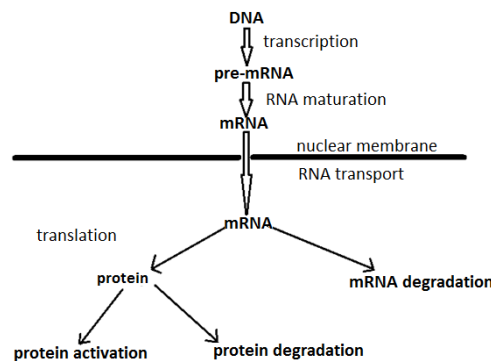 DNA
transcription
pre-mRNA
RNA maturation
mRNA
nuclear membrane
RNA transport
mRNA
translation
protein
mRNA degradation
protein activation
protein degradation